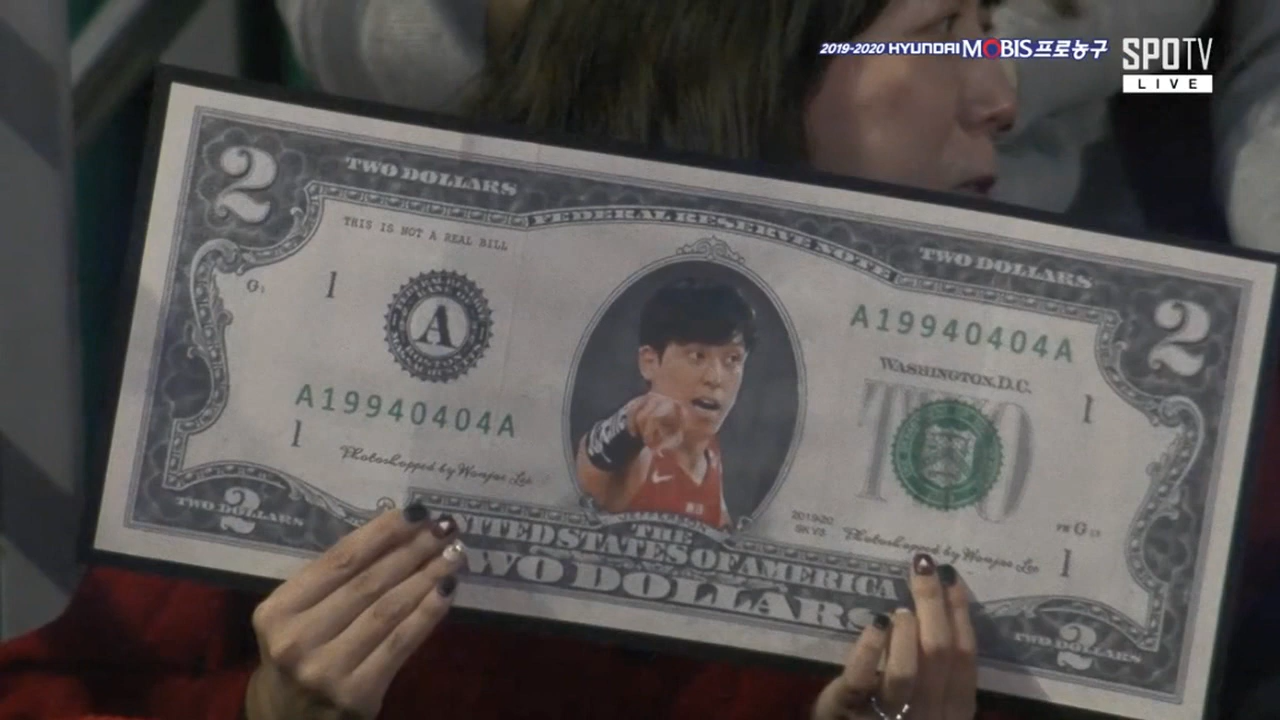 2019-2020 HYUNDAI MOBIS 프로농구
SPOTV
LIVE
2
TWO DOLLARS
THIS IS NOT A REAL BILL
FEDERAL RESERVE NOTE
TWO DOLLARS
2
1
A
A19940404A
WASHINGTON, D.C.
TWO
1
A19940404A
1
Photoshopped by Wonjae Lee
2019-20
Photoshopped by Wonjae Lee
1
2
TWO DOLLARS
THE
UNITED STATES OF AMERICA
TWO DOLLARS
2
TWO DOLLARS